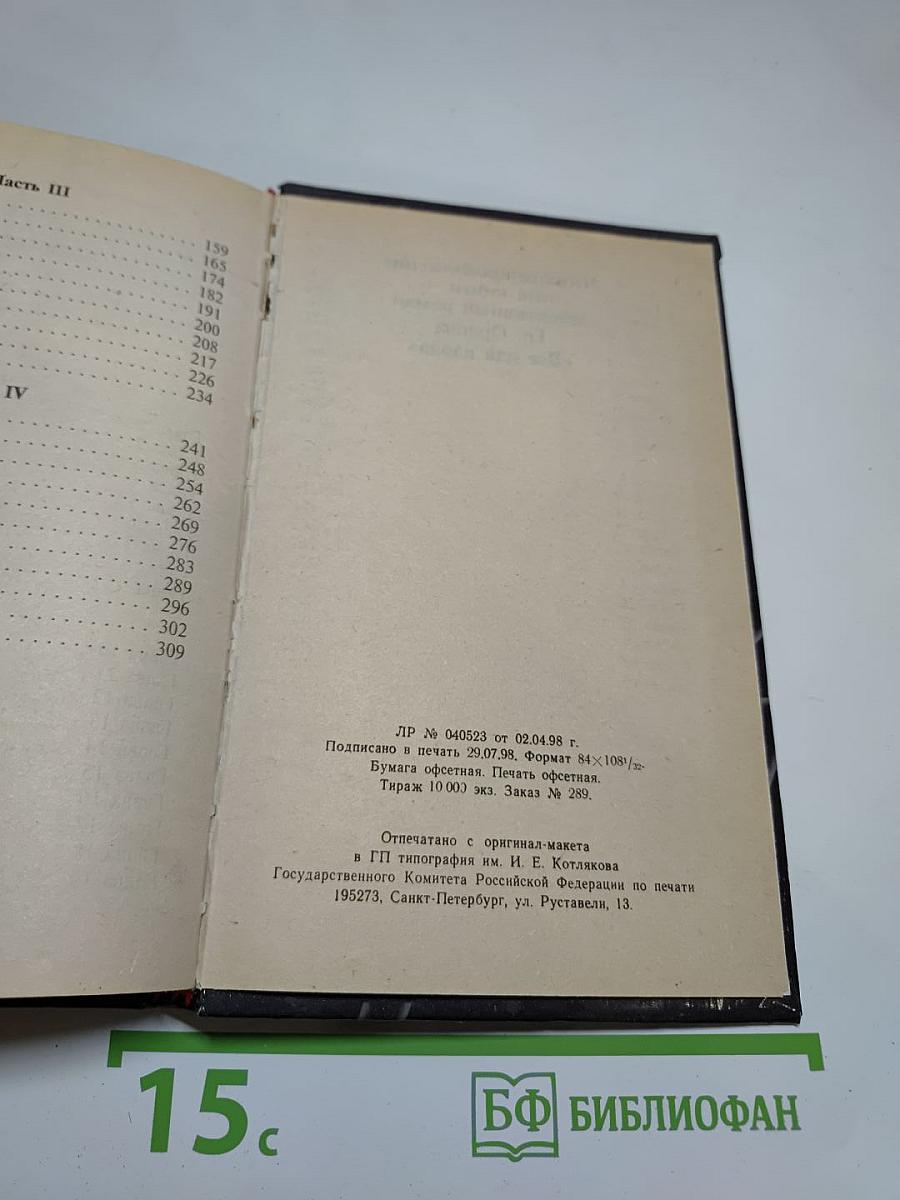 Часть III
159
165
174
182
191
200
208
217
226
234
IV
241
248
254
262
269
276
283
289
296
302
309
ЛР № 040523 от 02.04.98 г.
Подписано в печать 29.07.98. Формат 84×108¹/₃₂.
Бумага офсетная. Печать офсетная.
Тираж 10 000 экз. Заказ № 289.
Отпечатано с оригинал-макета
в ГП типография им. И. Е. Котлякова
Государственного Комитета Российской Федерации по печати
195273, Санкт-Петербург, ул. Руставели, 13.
15 с
БФ БИБЛИОФАН